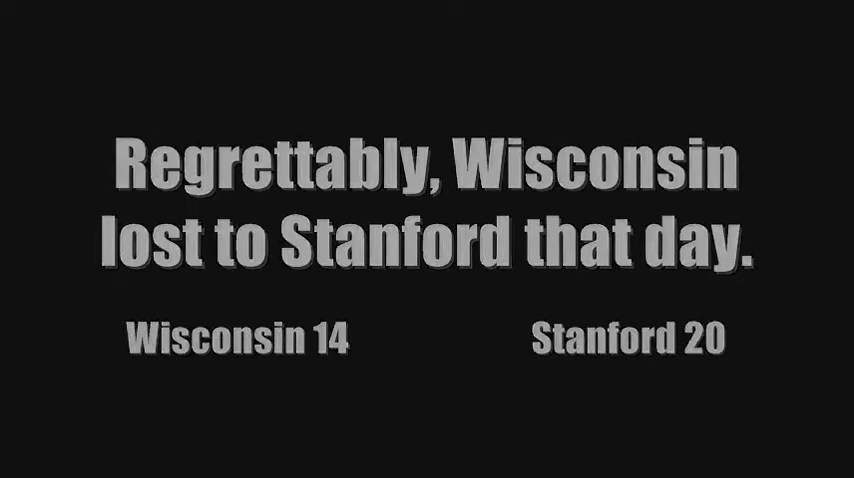 Regrettably, Wisconsin
lost to Stanford that day.
Wisconsin 14 Stanford 20